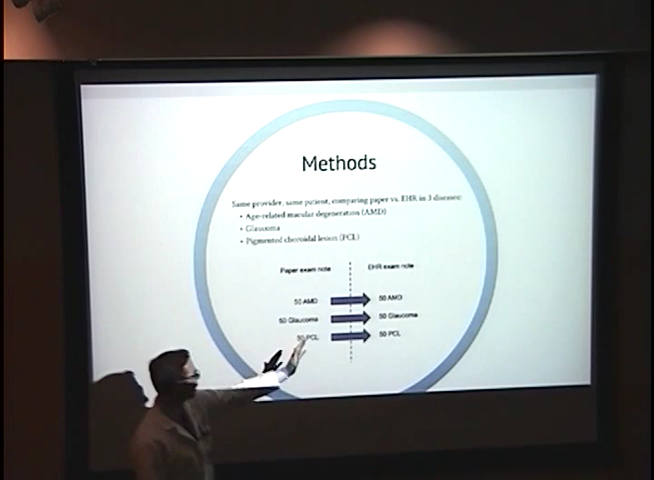 Methods
Same provider, same patient, comparing paper vs. EHR in 3 diseases:
• Age-related macular degeneration (AMD)
• Glaucoma
• Pigmented choroidal lesion (PCL)
Paper exam note EHR exam note
50 AMD 50 AMD
50 Glaucoma 50 Glaucoma
50 PCL 50 PCL